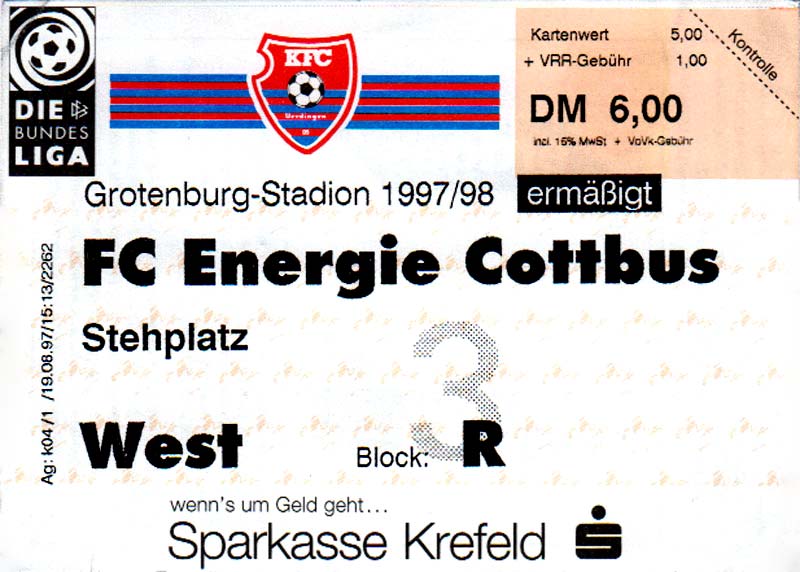 DIE
BUNDES
LIGA
KFC
Uerdingen
05
Kartenwert 5,00
+ VRR-Gebühr 1,00
DM 6,00
incl. 15% MwSt + VoVk-Gebühr
Kontrolle
Grotenburg-Stadion 1997/98 ermäßigt
FC Energie Cottbus
Stehplatz
3
West Block: R
Ag: k04 /1 /19.08.97/15:13/2262
wenn's um Geld geht...
Sparkasse Krefeld